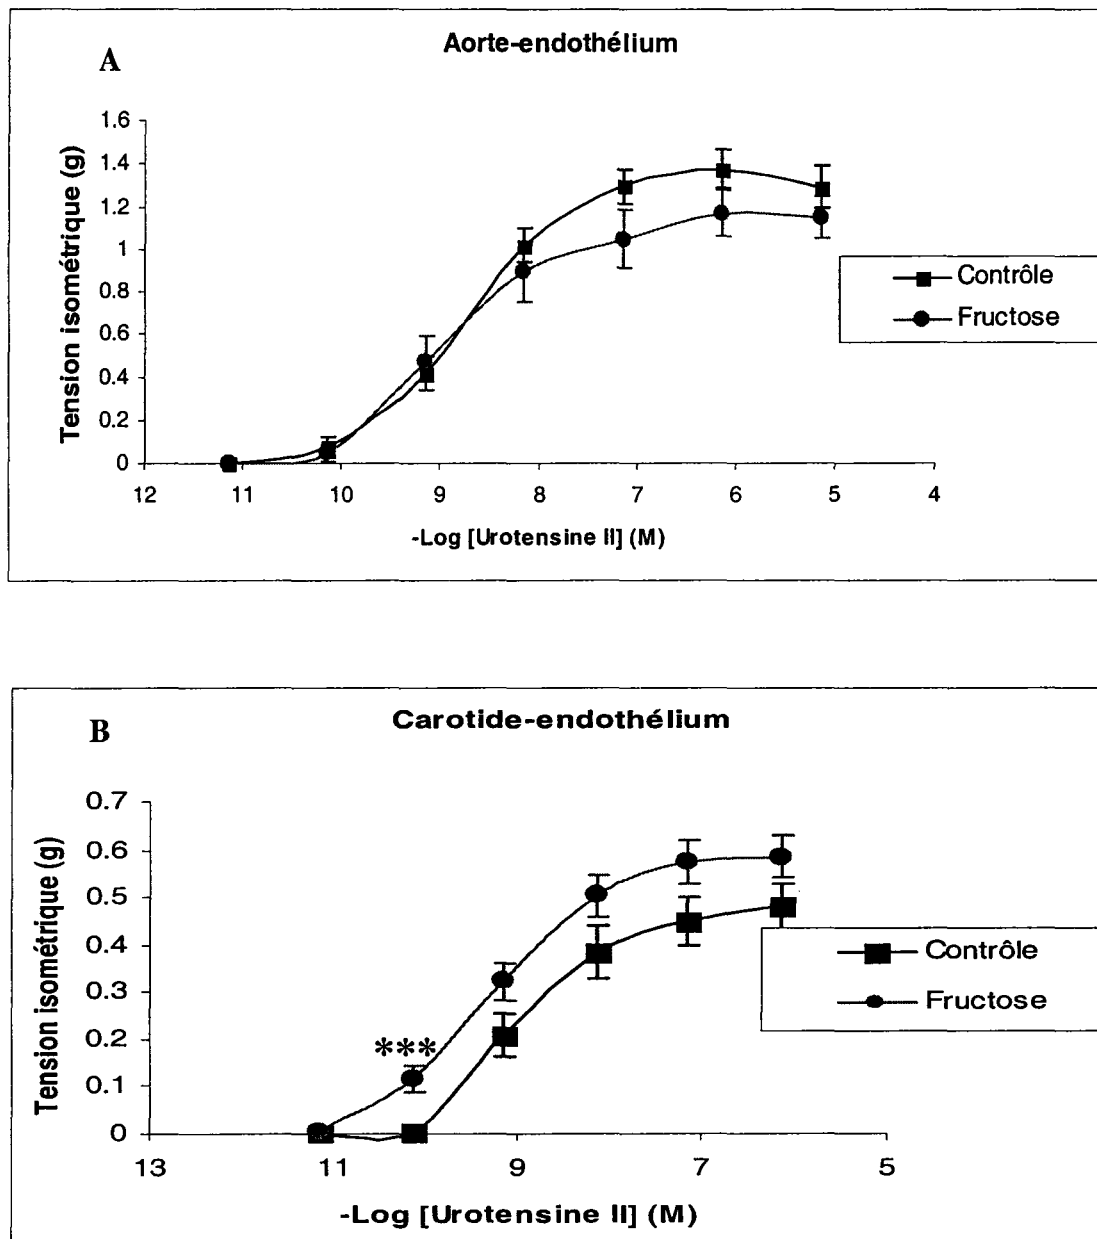 A
Aorte-endothélium
Tension isométrique (g)
1.6
1.4
1.2
1
0.8
0.6
0.4
0.2
0
12 11 10 9 8 7 6 5 4
-Log [Urotensine II] (M)
Contrôle
Fructose
B
Carotide-endothélium
Tension isométrique (g)
0.7
0.6
0.5
0.4
0.3
0.2
0.1
0
***
13 11 9 7 5
-Log [Urotensine II] (M)
Contrôle
Fructose